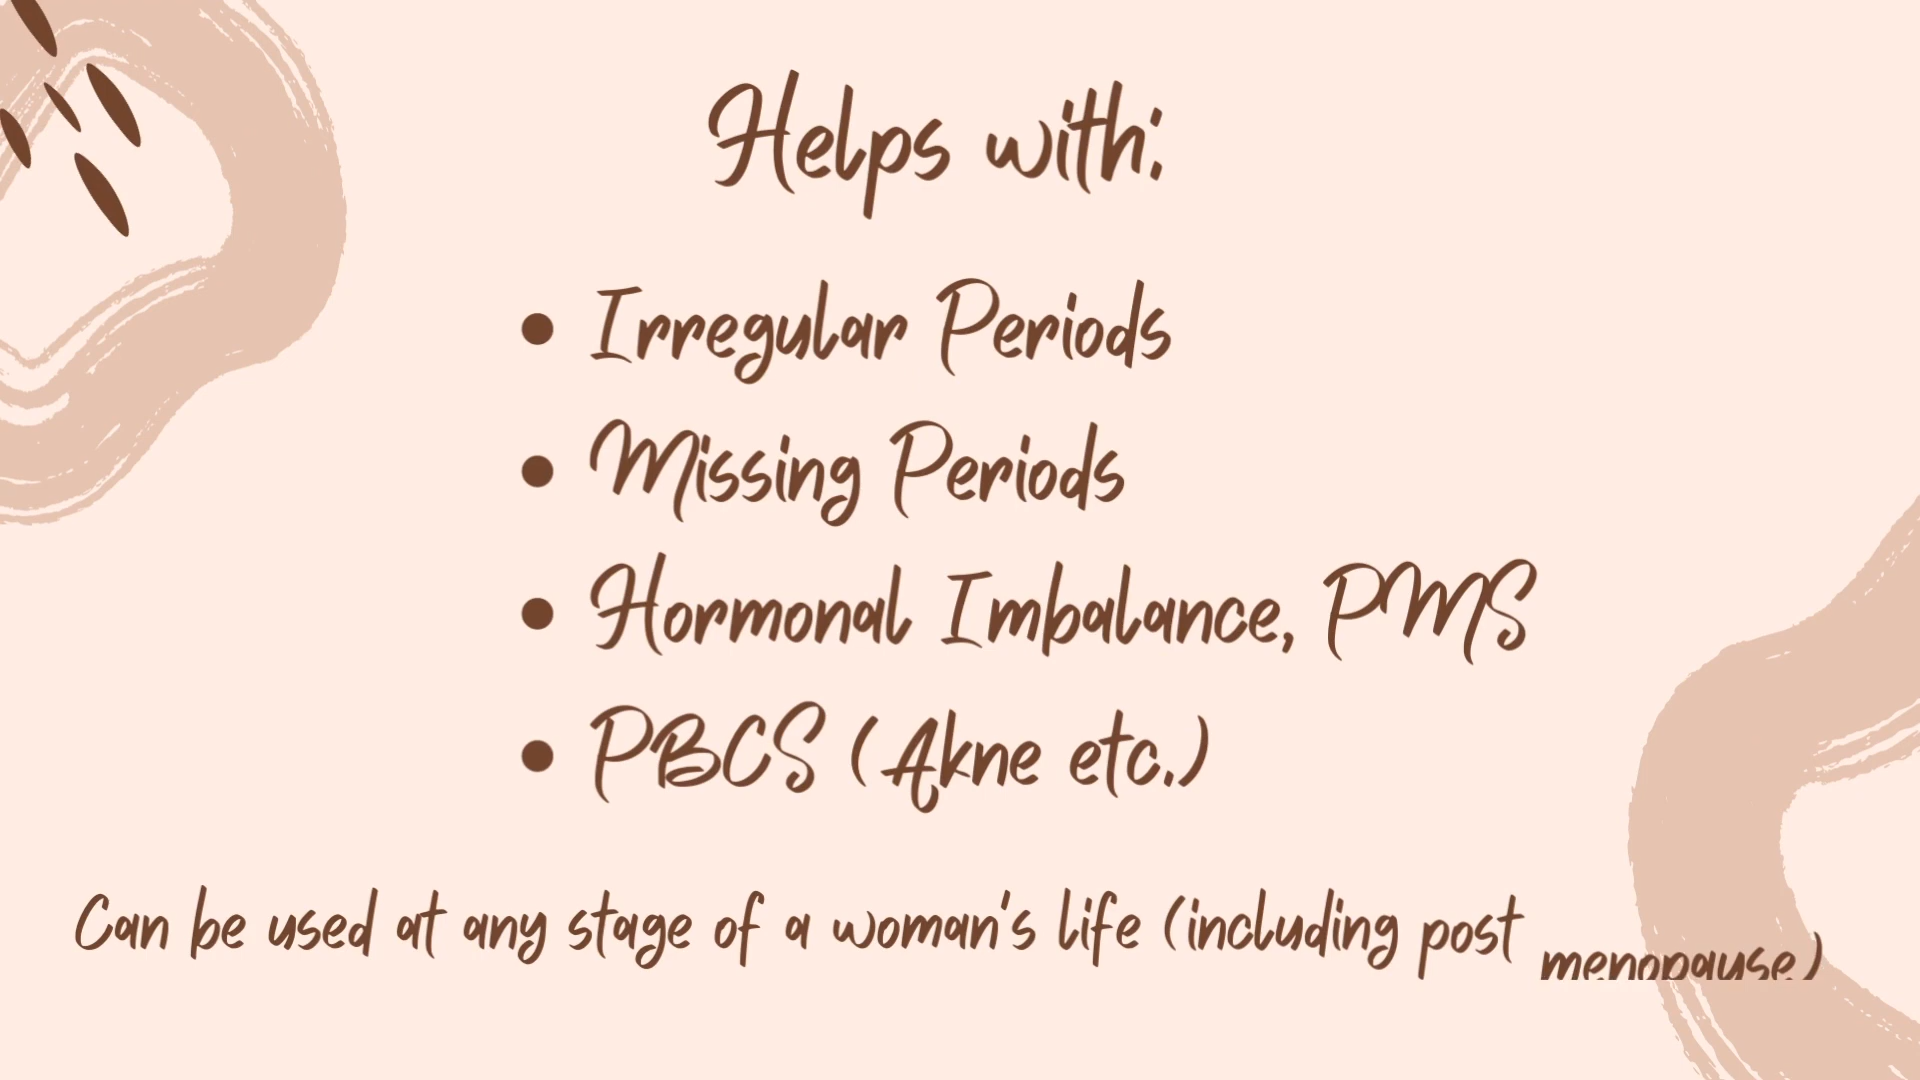 Helps with:
Irregular Periods
Missing Periods
Hormonal Imbalance, PMS
PBCS (Akne etc.)
Can be used at any stage of a woman's life (including post menopause)